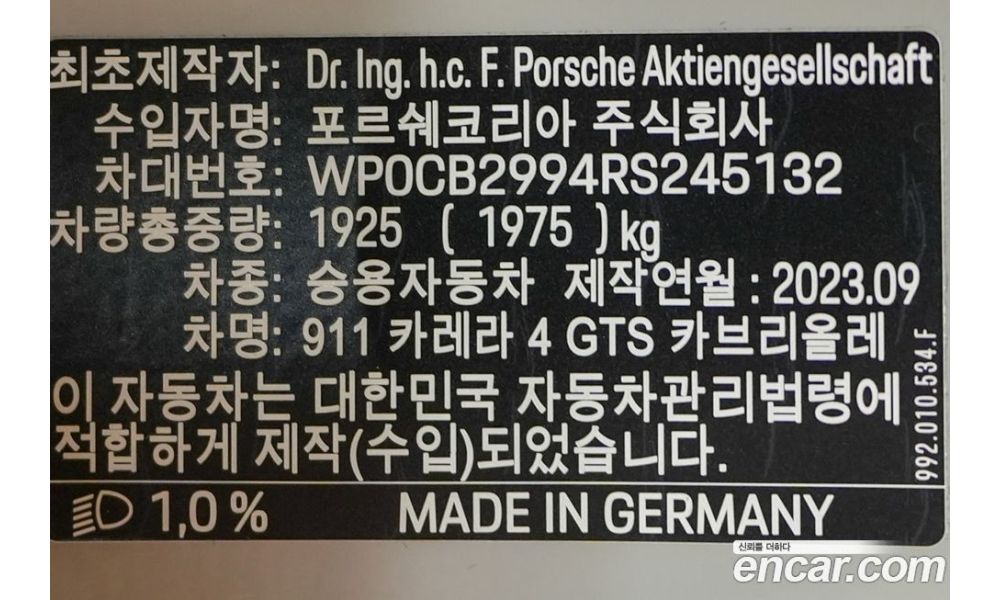 최초제작자: Dr. Ing. h.c. F. Porsche Aktiengesellschaft
수입자명: 포르쉐코리아 주식회사
차대번호: WP0CB2994RS245132
차량총중량: 1925 ( 1975 ) kg
차종: 승용자동차 제작연월 : 2023.09
차명: 911 카레라 4 GTS 카브리올레
이 자동차는 대한민국 자동차관리법령에
적합하게 제작(수입)되었습니다.
992.010.534.F
1,0 % MADE IN GERMANY
신뢰를 더하다
encar.com